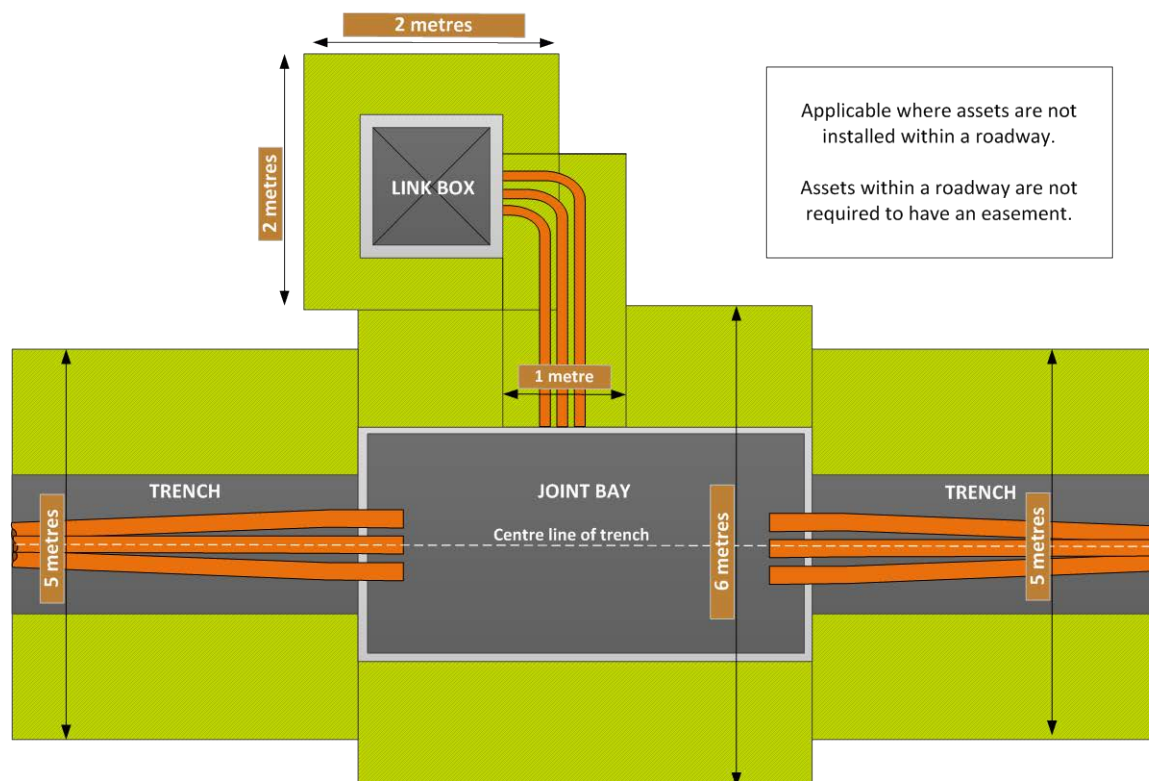 2 metres
2 metres
Applicable where assets are not
installed within a roadway.
Assets within a roadway are not
required to have an easement.
LINK BOX
1 metre
TRENCH
JOINT BAY
TRENCH
Centre line of trench
5 metres
6 metres
5 metres